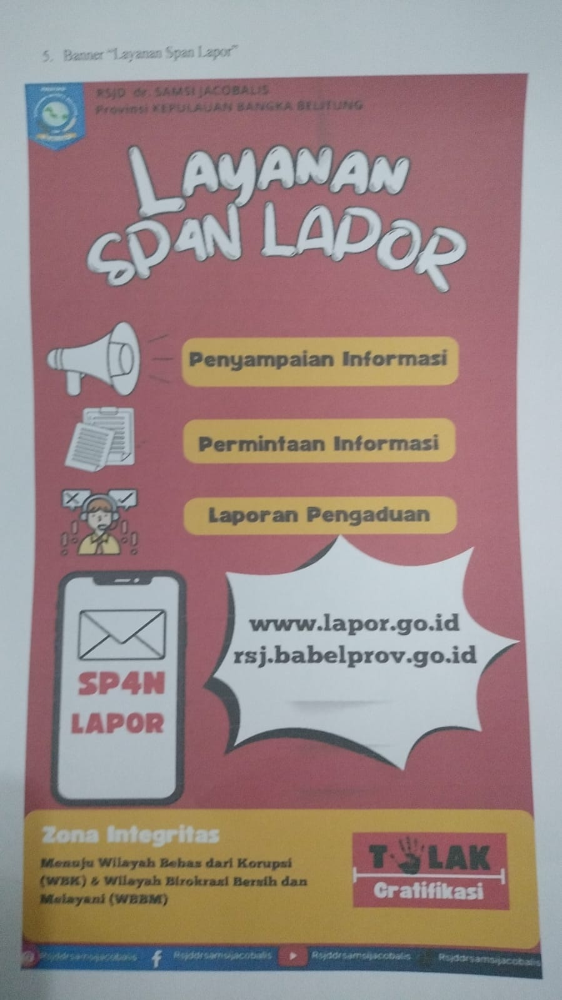 5. Banner "Layanan Span Lapor"
RSJD dr. SAMSI JACOBALIS
Provinsi KEPULAUAN BANGKA BELITUNG
LAYANAN
SP4N LAPOR
Penyampaian Informasi
Permintaan Informasi
Laporan Pengaduan
www.lapor.go.id
rsj.babelprov.go.id
SP4N
LAPOR
Zona Integritas
Menuju Wilayah Bebas dari Korupsi
(WBK) & Wilayah Birokrasi Bersih dan
Melayani (WBBM)
TOLAK
Gratifikasi
Rsjddrsamsijacobalis Rsjddrsamsijacobalis Rsjddrsamsijacobalis Rsjddrsamsijacobalis